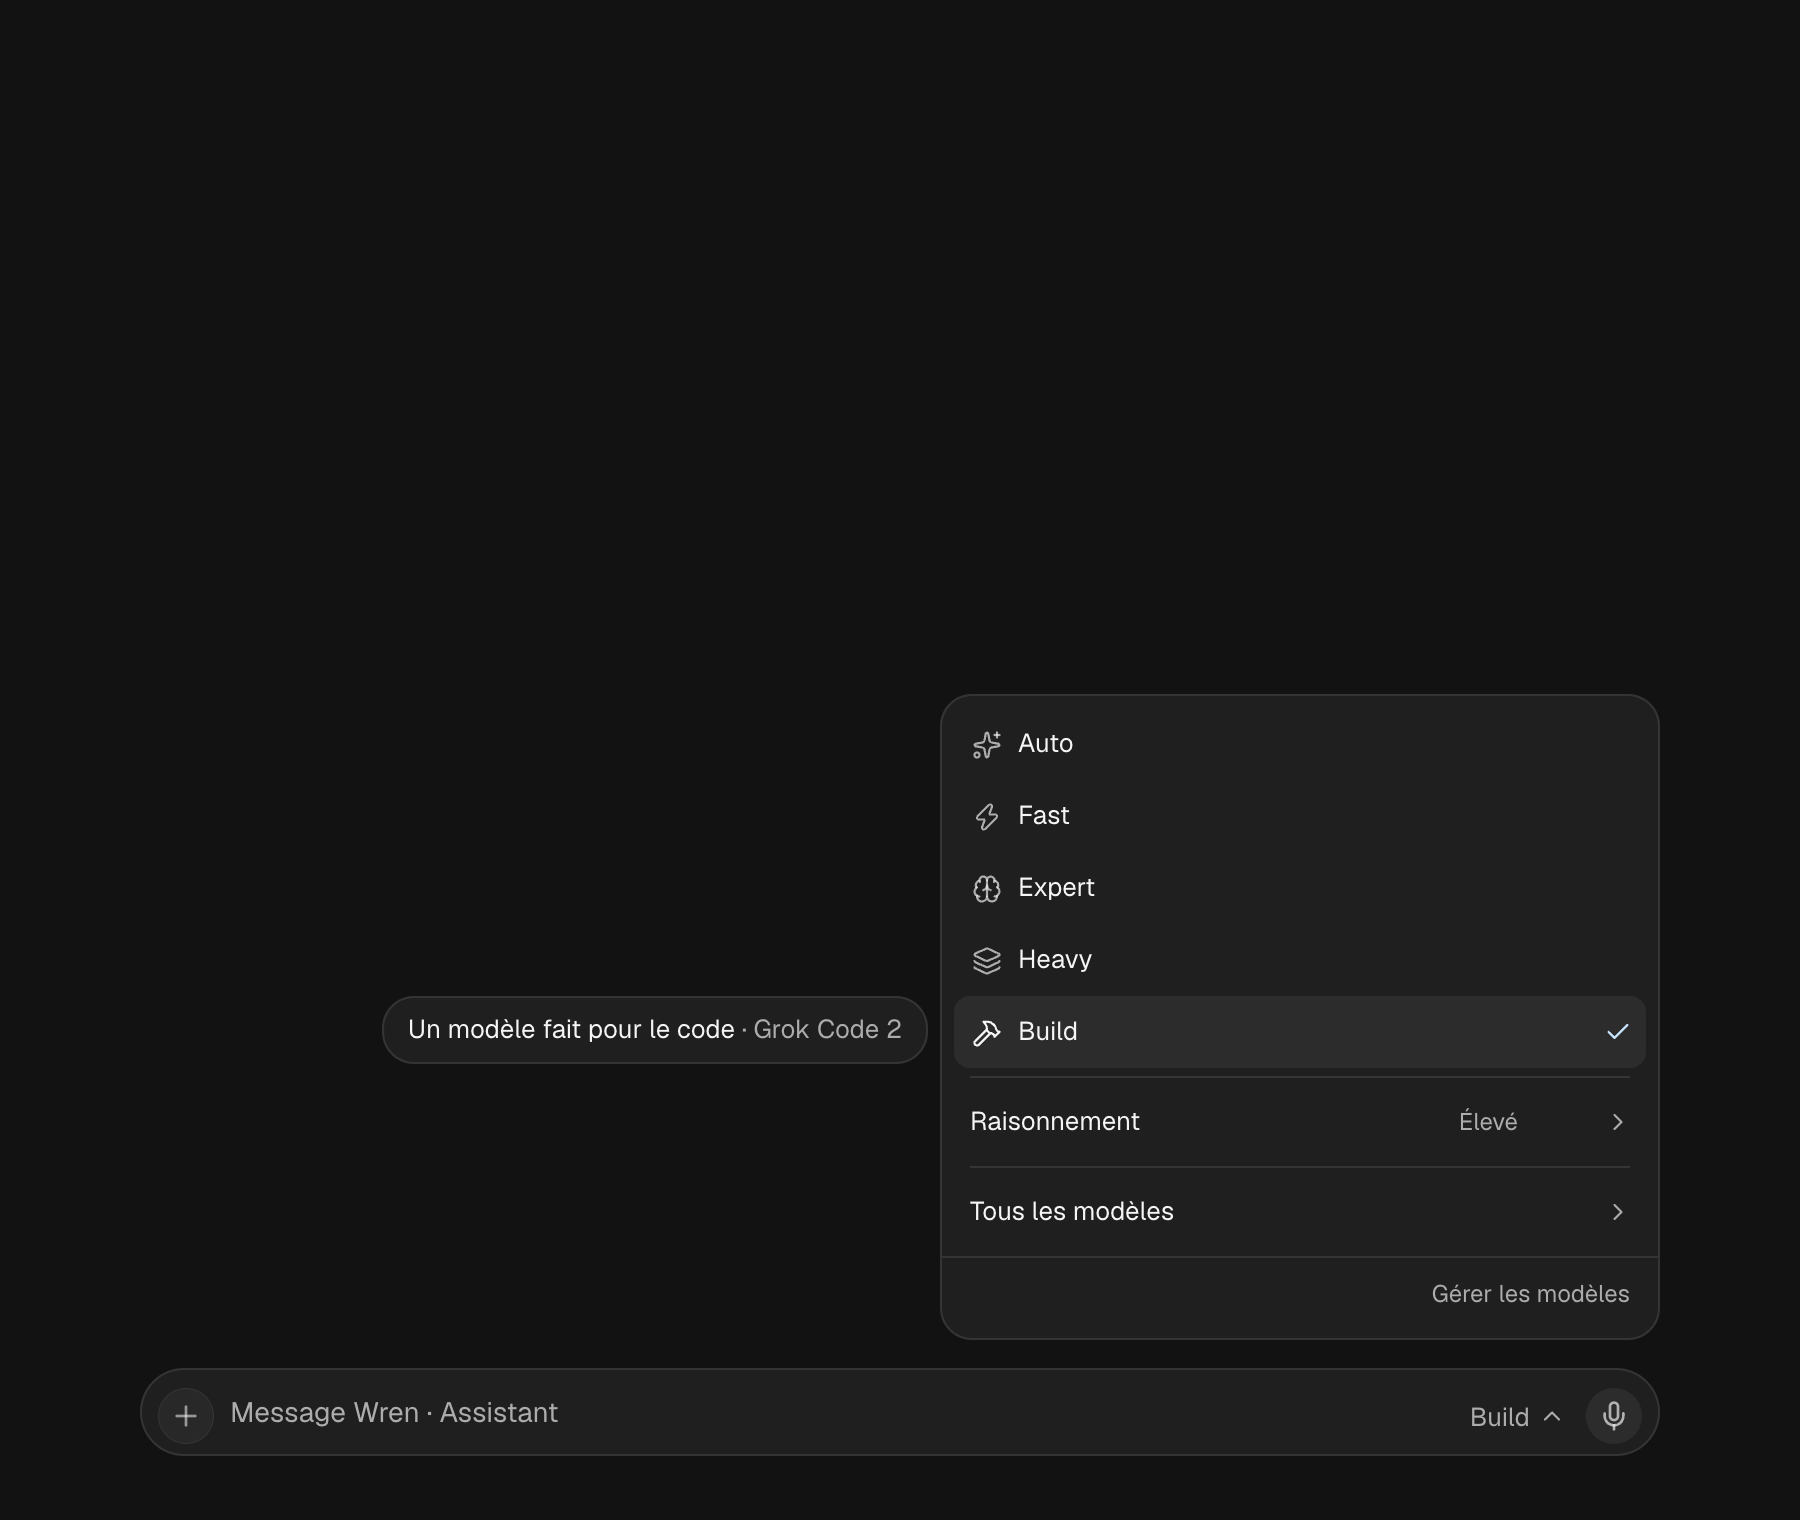 Auto
Fast
Expert
Heavy
Un modèle fait pour le code · Grok Code 2
Build
Raisonnement Élevé
Tous les modèles
Gérer les modèles
Message Wren · Assistant
Build